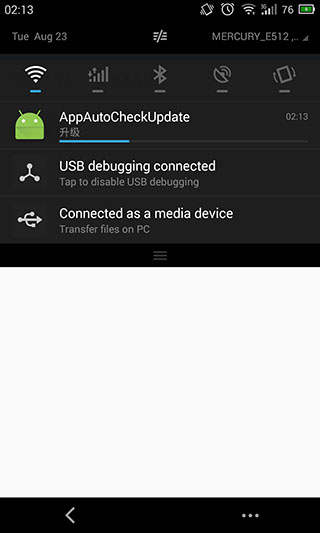 02:13
3G
76
Tue Aug 23
MERCURY_E512 ,..
AppAutoCheckUpdate
02:13
升级
USB debugging connected
Tap to disable USB debugging
Connected as a media device
Transfer files on PC